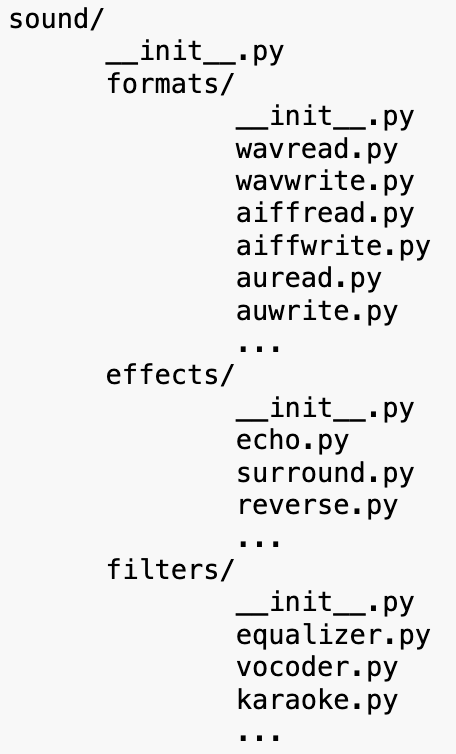 sound/
__init__.py
formats/
__init__.py
wavread.py
wavwrite.py
aiffread.py
aiffwrite.py
auread.py
auwrite.py
...
effects/
__init__.py
echo.py
surround.py
reverse.py
...
filters/
__init__.py
equalizer.py
vocoder.py
karaoke.py
...